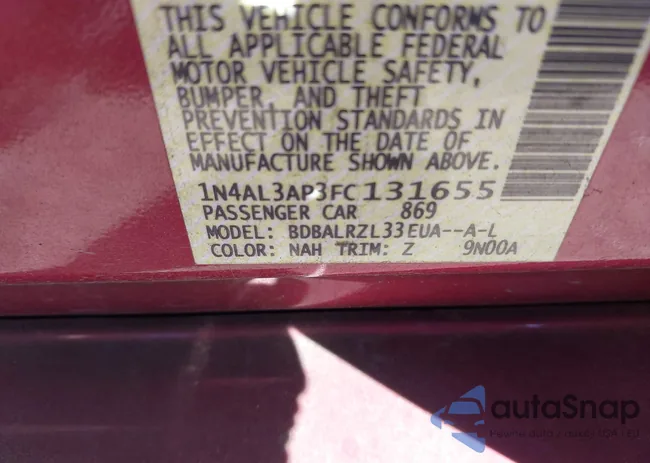 THIS VEHICLE CONFORMS TO
ALL APPLICABLE FEDERAL
MOTOR VEHICLE SAFETY,
BUMPER, AND THEFT
PREVENTION STANDARDS IN
EFFECT ON THE DATE OF
MANUFACTURE SHOWN ABOVE.
1N4AL3AP3FC131655
PASSENGER CAR 869
MODEL: BDBALRZL33EUA--A-L
COLOR: NAH TRIM: Z 9N00A
autoSnap